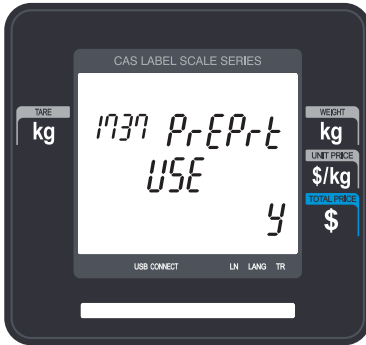 CAS LABEL SCALE SERIES
TARE
kg
1737 PrEPrt
USE
y
WEIGHT
kg
UNIT PRICE
$/kg
TOTAL PRICE
$
USB CONNECT LN LANG TR